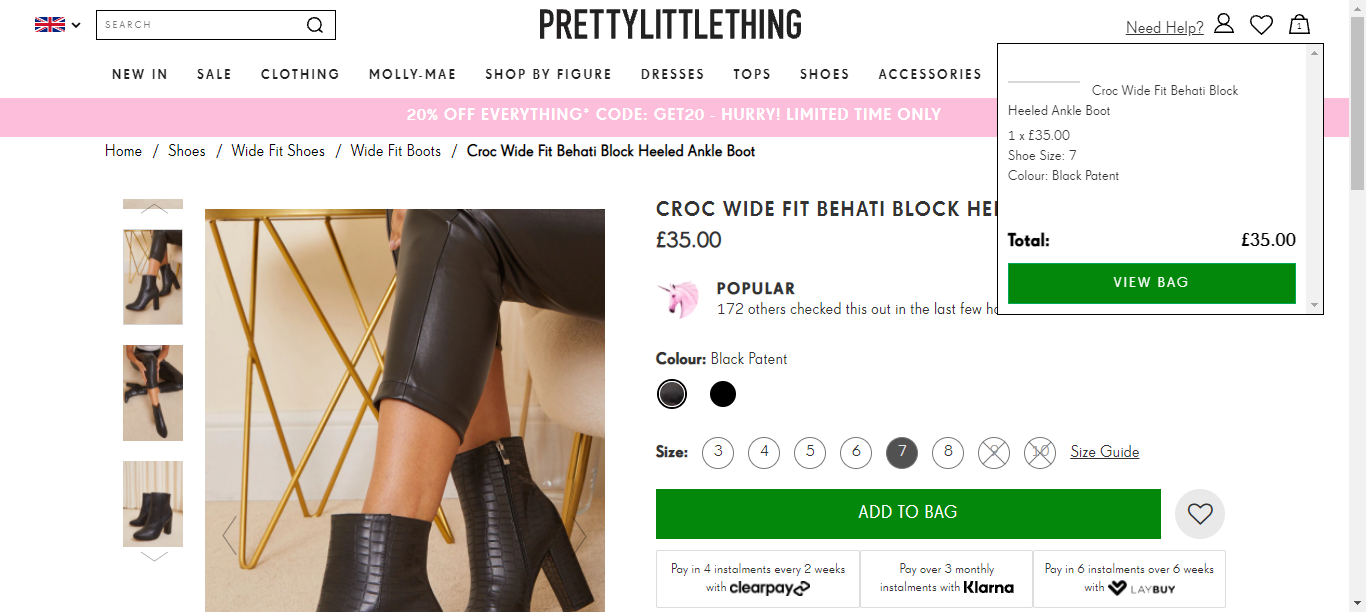 SEARCH
PRETTYLITTLETHING
Need Help?
1
NEW IN SALE CLOTHING MOLLY-MAE SHOP BY FIGURE DRESSES TOPS SHOES ACCESSORIES
20% OFF EVERYTHING* CODE: GET20 - HURRY! LIMITED TIME ONLY
Croc Wide Fit Behati Block
Heeled Ankle Boot
1 x £35.00
Shoe Size: 7
Colour: Black Patent
Total: £35.00
VIEW BAG
Home / Shoes / Wide Fit Shoes / Wide Fit Boots / Croc Wide Fit Behati Block Heeled Ankle Boot
CROC WIDE FIT BEHATI BLOCK
£35.00
POPULAR
172 others checked this out in the last few
Colour: Black Patent
Size: 3 4 5 6 7 8 9 10 Size Guide
ADD TO BAG
Pay in 4 instalments every 2 weeks
with clearpay
Pay over 3 monthly
instalments with Klarna
Pay in 6 instalments over 6 weeks
with LAYBUY